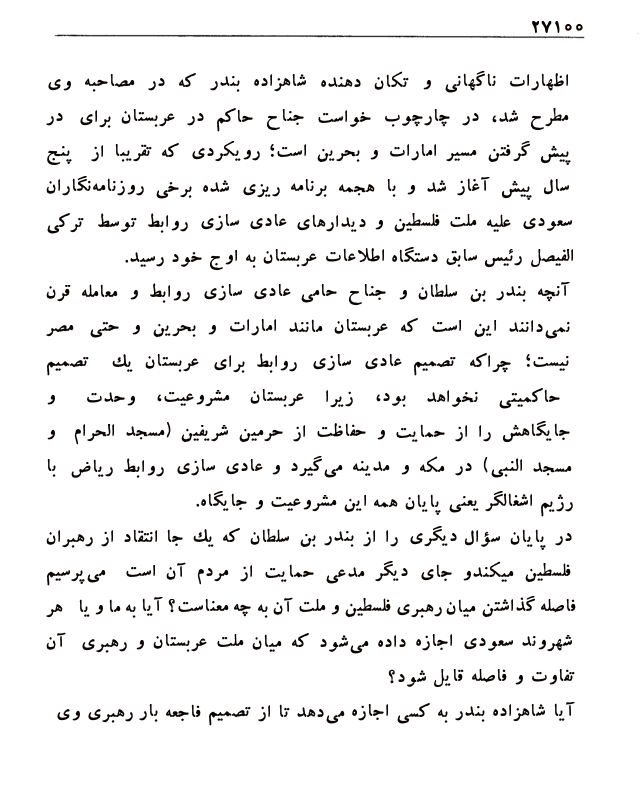 ۲۷۱۰۰
اظهارات ناگهانی و تکان دهنده شاهزاده بندر که در مصاحبه وی
مطرح شد، در چارچوب خواست جناح حاکم در عربستان برای در
پیش گرفتن مسیر امارات و بحرین است؛ رویکردی که تقریبا از پنج
سال پیش آغاز شد و با هجمه برنامه ریزی شده برخی روزنامه‌نگاران
سعودی علیه ملت فلسطین و دیدارهای عادی سازی روابط توسط ترکی
الفیصل رئیس سابق دستگاه اطلاعات عربستان به اوج خود رسید.
آنچه بندر بن سلطان و جناح حامی عادی سازی روابط و معامله قرن
نمی‌دانند این است که عربستان مانند امارات و بحرین و حتی مصر
نیست؛ چراکه تصمیم عادی سازی روابط برای عربستان یك تصمیم
حاکمیتی نخواهد بود، زیرا عربستان مشروعیت، وحدت و
جایگاهش را از حمایت و حفاظت از حرمین شریفین (مسجد الحرام و
مسجد النبی) در مکه و مدینه می‌گیرد و عادی سازی روابط ریاض با
رژیم اشغالگر یعنی پایان همه این مشروعیت و جایگاه.
در پایان سؤال دیگری را از بندر بن سلطان که یك جا انتقاد از رهبران
فلسطین میکندو جای دیگر مدعی حمایت از مردم آن است می‌پرسیم
فاصله گذاشتن میان رهبری فلسطین و ملت آن به چه معناست؟ آیا به ما و یا هر
شهروند سعودی اجازه داده می‌شود که میان ملت عربستان و رهبری آن
تفاوت و فاصله قایل شود؟
آیا شاهزاده بندر به کسی اجازه می‌دهد تا از تصمیم فاجعه بار رهبری وی